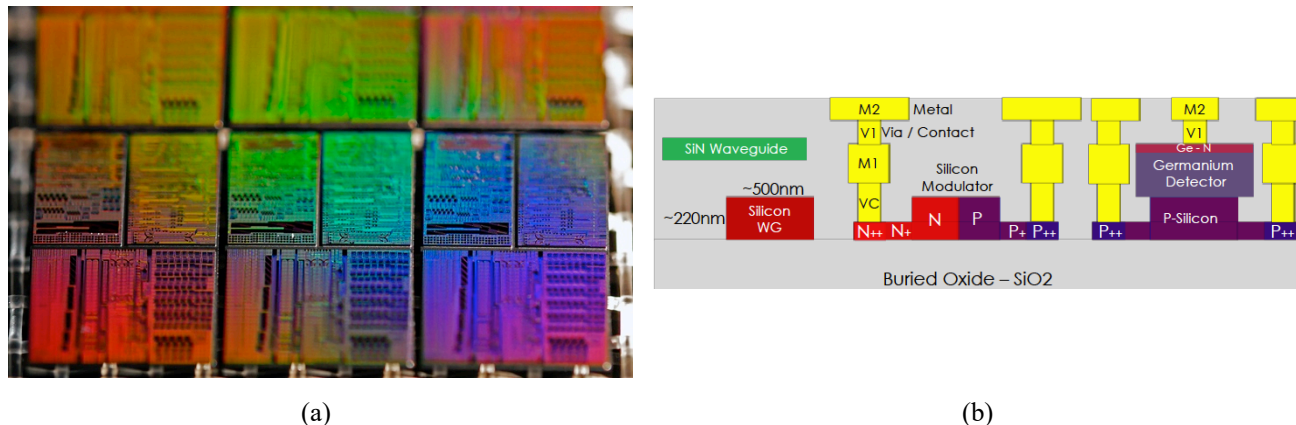 M2 Metal M2
V1 Via / Contact V1
SiN Waveguide Ge - N
M1 Germanium
Detector
Silicon
Modulator
~500nm
VC
~220nm Silicon
WG
N P P-Silicon
N++ N+ P+ P++ P++ P++
Buried Oxide – SiO2
(a) (b)